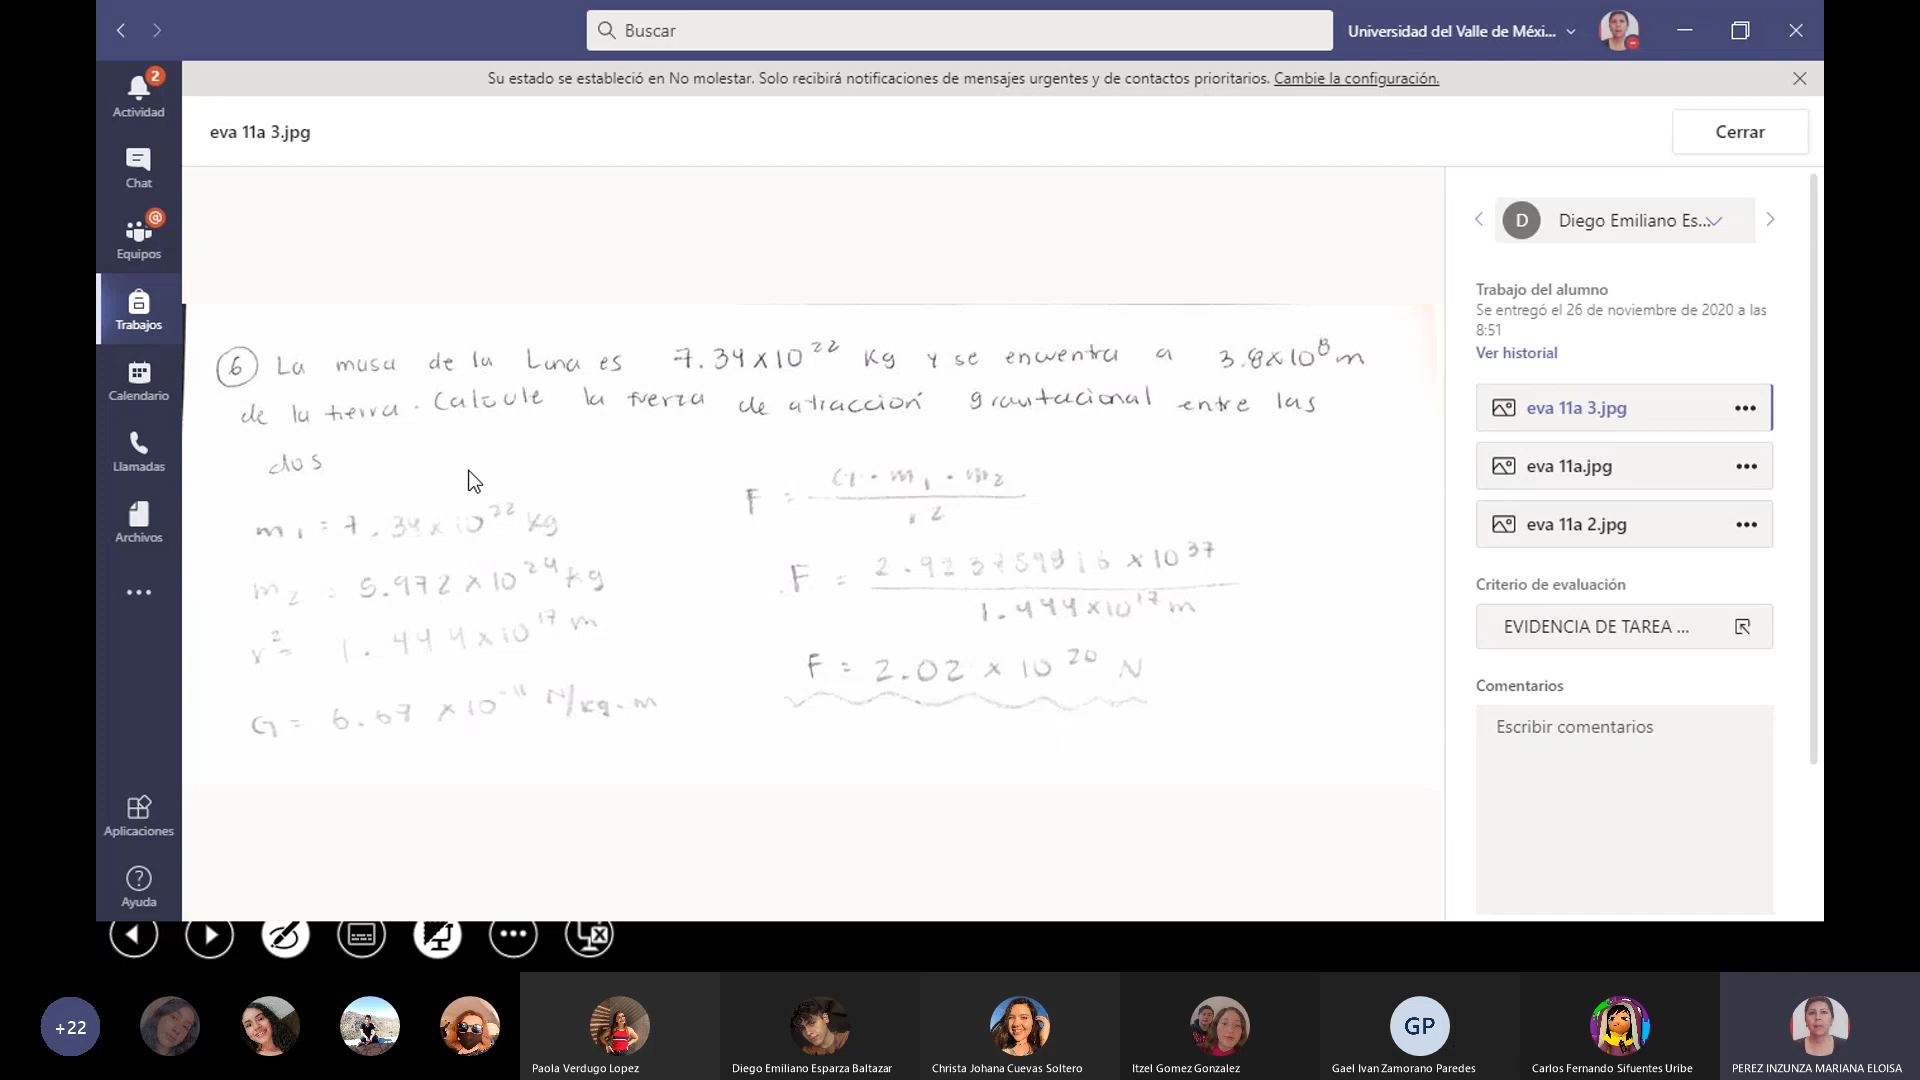 Buscar
Universidad del Valle de Méxi...
Su estado se estableció en No molestar. Solo recibirá notificaciones de mensajes urgentes y de contactos prioritarios. Cambie la configuración.
2
Actividad
Chat
Equipos
Trabajos
Calendario
Llamadas
Archivos
Aplicaciones
Ayuda
eva 11a 3.jpg
Cerrar
6 La masa de la Luna es 7.34x10²² Kg y se encuentra a 3.8x10⁸ m
de la tierra. Calcule la fuerza de atracción gravitacional entre las
dos
m₁ = 7.34x10²² kg
m₂ = 5.972x10²⁴ kg
r² = 1.444x10¹⁷ m
G = 6.67 x10⁻¹¹ N/kg.m
F = G · m₁ · m₂
r²
F = 2.923759816 x 10³⁷
1.444x10¹⁷ m
F = 2.02 x 10²⁰ N
D
Diego Emiliano Es...
Trabajo del alumno
Se entregó el 26 de noviembre de 2020 a las
8:51
Ver historial
eva 11a 3.jpg
eva 11a.jpg
eva 11a 2.jpg
Criterio de evaluación
EVIDENCIA DE TAREA ...
Comentarios
Escribir comentarios
+22
Paola Verdugo Lopez
Diego Emiliano Esparza Baltazar
Christa Johana Cuevas Soltero
Itzel Gomez Gonzalez
GP
Gael Ivan Zamorano Paredes
Carlos Fernando Sifuentes Uribe
PEREZ INZUNZA MARIANA ELOISA